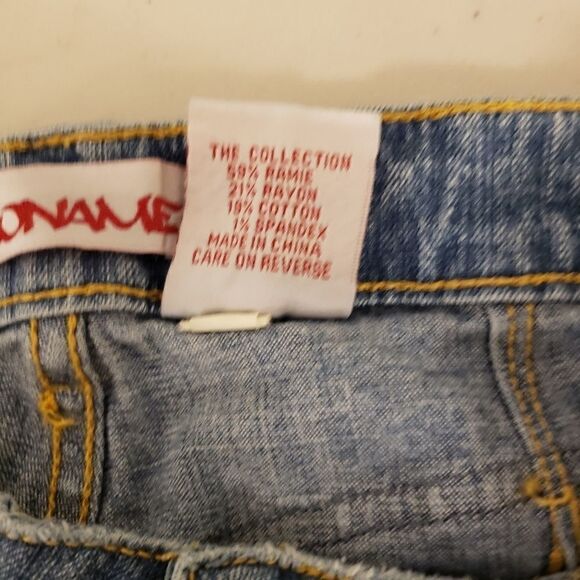 ONAME
THE COLLECTION
59% RAMIE
21% RAYON
19% COTTON
1% SPANDEX
MADE IN CHINA
CARE ON REVERSE